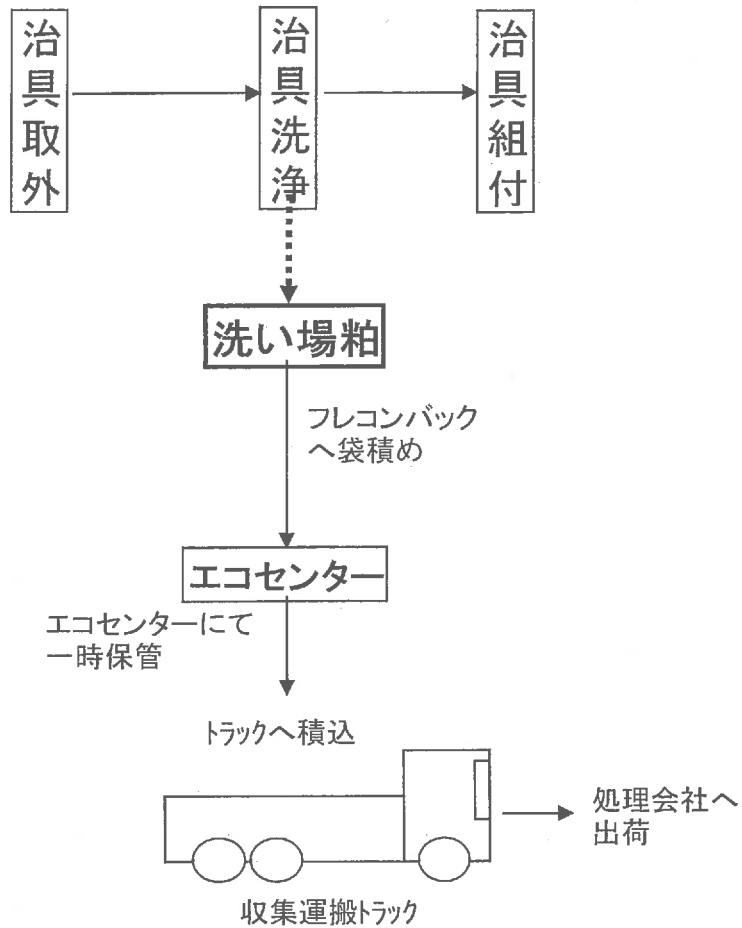 治具取外
治具洗浄
治具組付
洗い場粕
フレコンバック
へ袋積め
エコセンター
エコセンターにて
一時保管
トラックへ積込
処理会社へ
出荷
収集運搬トラック